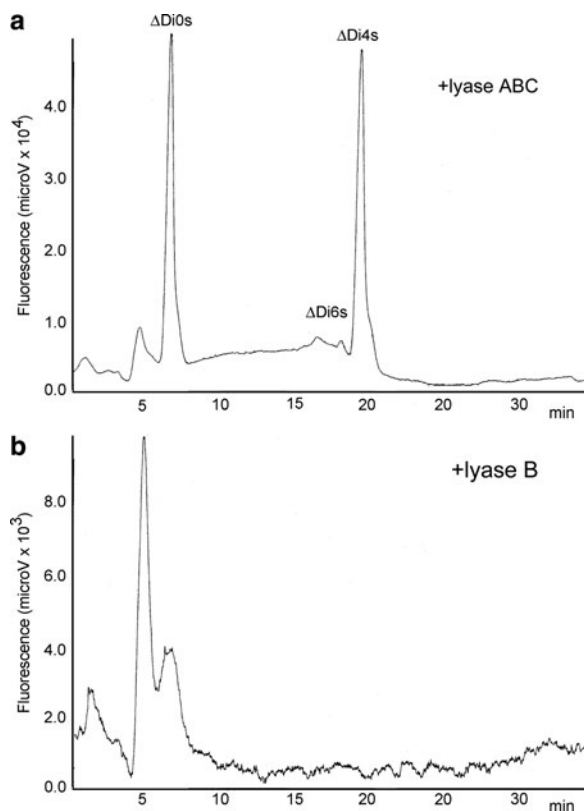 a
ΔDi0s
ΔDi4s
+lyase ABC
Fluorescence (microV x 10⁴)
4.0
3.0
2.0
1.0
0.0
ΔDi6s
5 10 15 20 20 30 min
b
+lyase B
Fluorescence (microV x 10³)
8.0
6.0
4.0
2.0
0.0
5 10 15 20 20 30 min